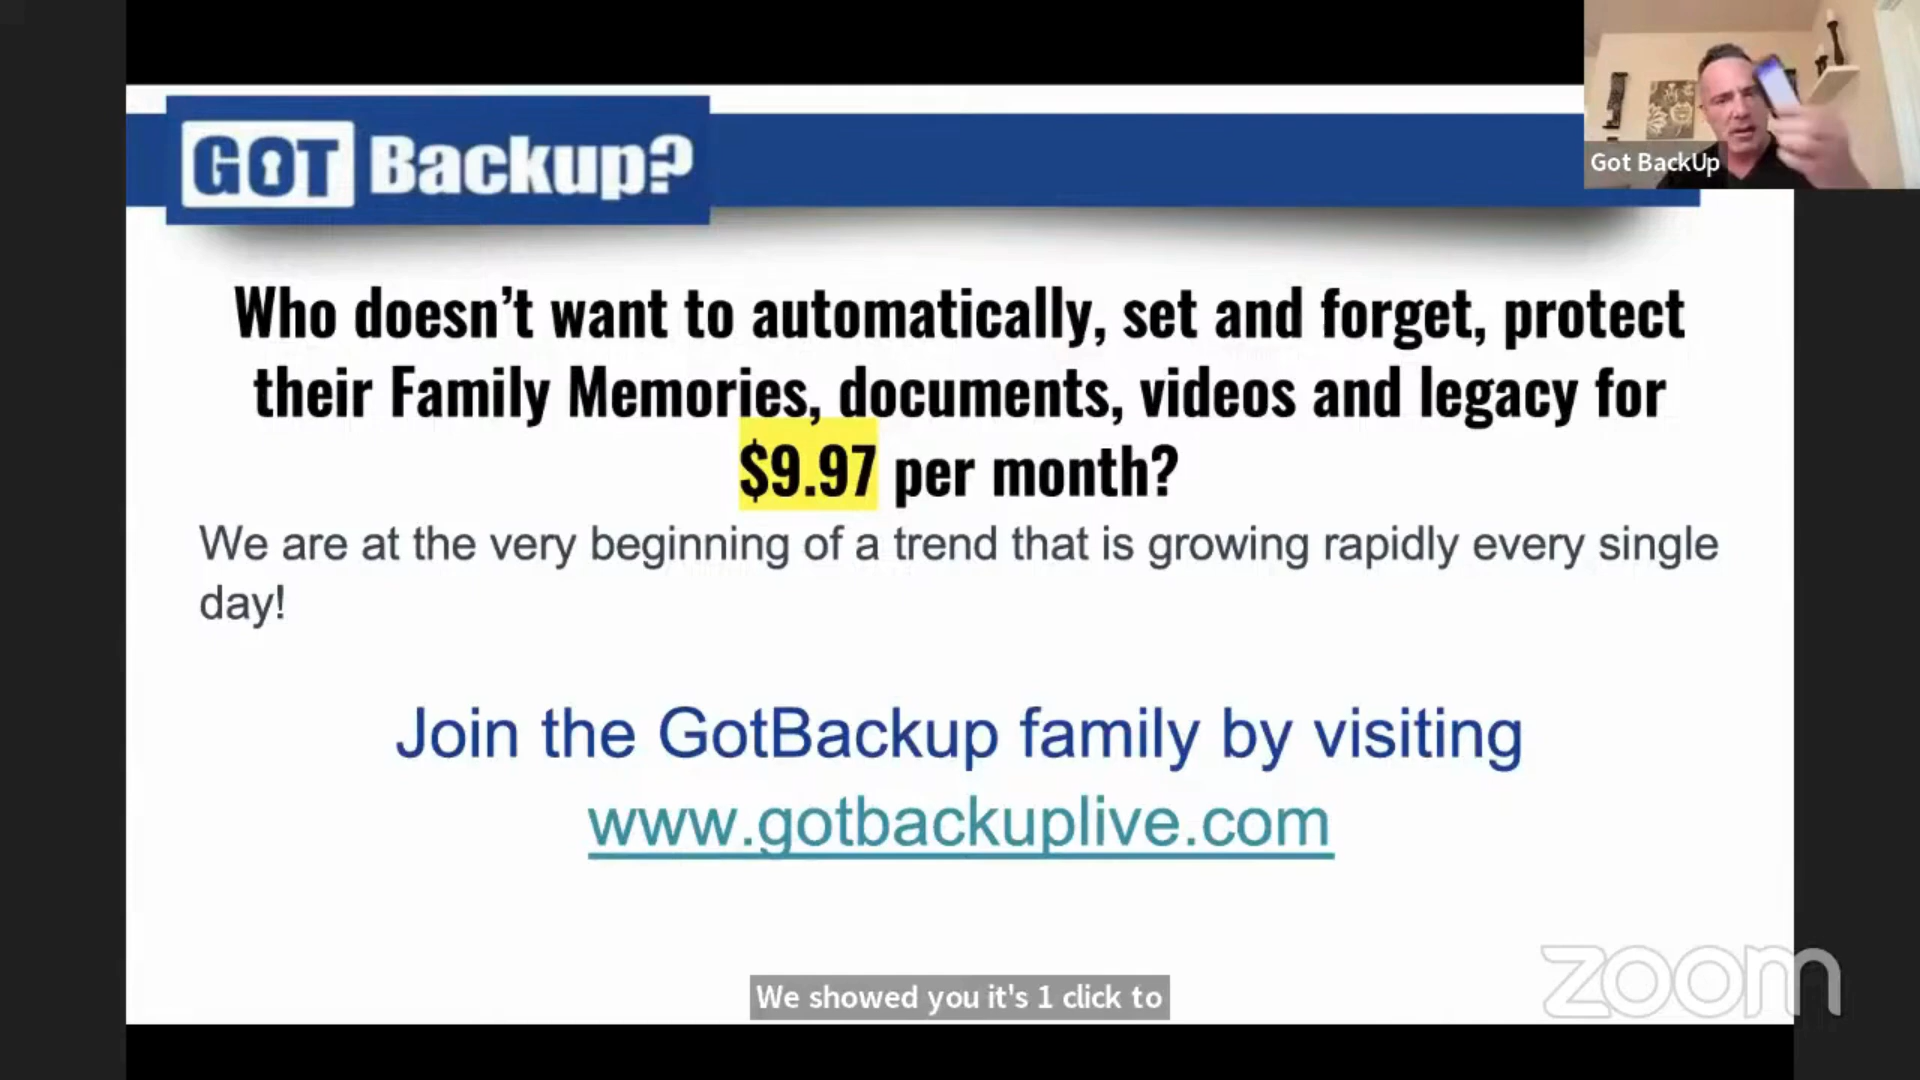 GOT Backup?
Got BackUp
Who doesn’t want to automatically, set and forget, protect
their Family Memories, documents, videos and legacy for
$9.97 per month?
We are at the very beginning of a trend that is growing rapidly every single
day!
Join the GotBackup family by visiting
www.gotbackuplive.com
We showed you it's 1 click to
zoom